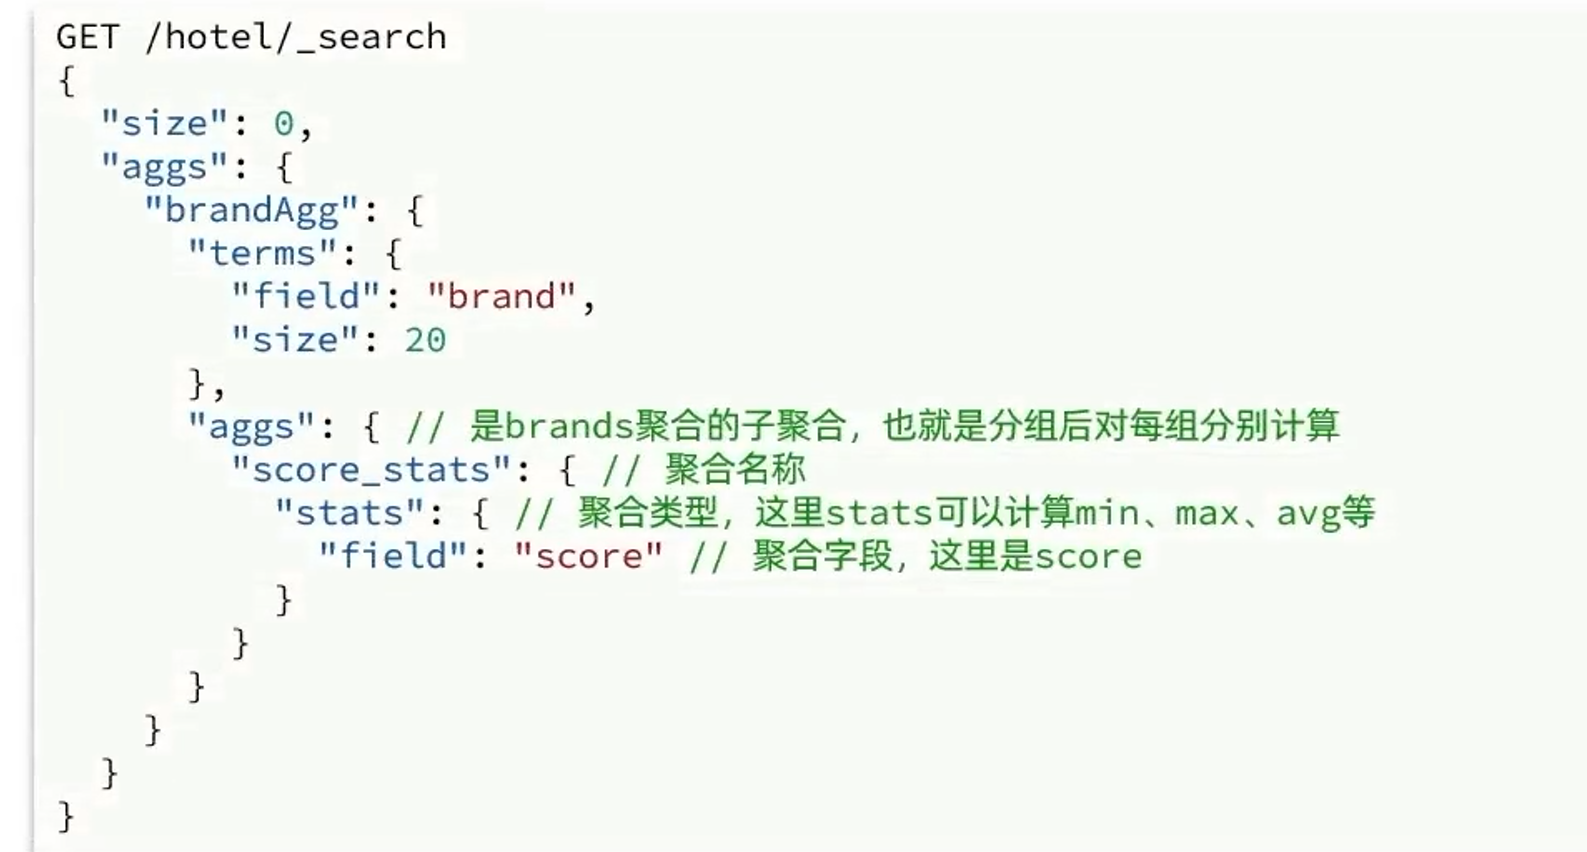 GET /hotel/_search
{
  "size": 0,
  "aggs": {
    "brandAgg": {
      "terms": {
        "field": "brand",
        "size": 20
      },
      "aggs": { // 是brands聚合的子聚合，也就是分组后对每组分别计算
        "score_stats": { // 聚合名称
          "stats": { // 聚合类型，这里stats可以计算min、max、avg等
            "field": "score" // 聚合字段，这里是score
          }
        }
      }
    }
  }
}